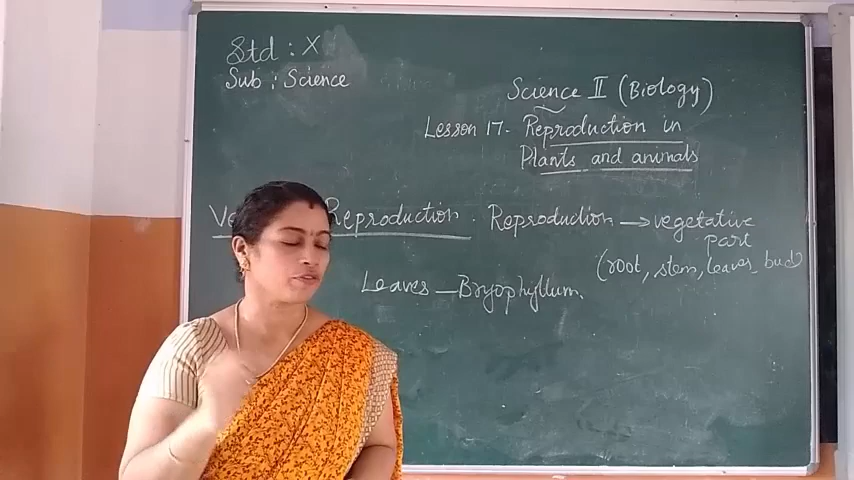 Std : X
Sub : Science
Science II (Biology)
Lesson 17. Reproduction in
Plants and animals
Reproduction. Reproduction → vegetative
part
(root, stem, leaves, bud)
Leaves — Bryophyllum.